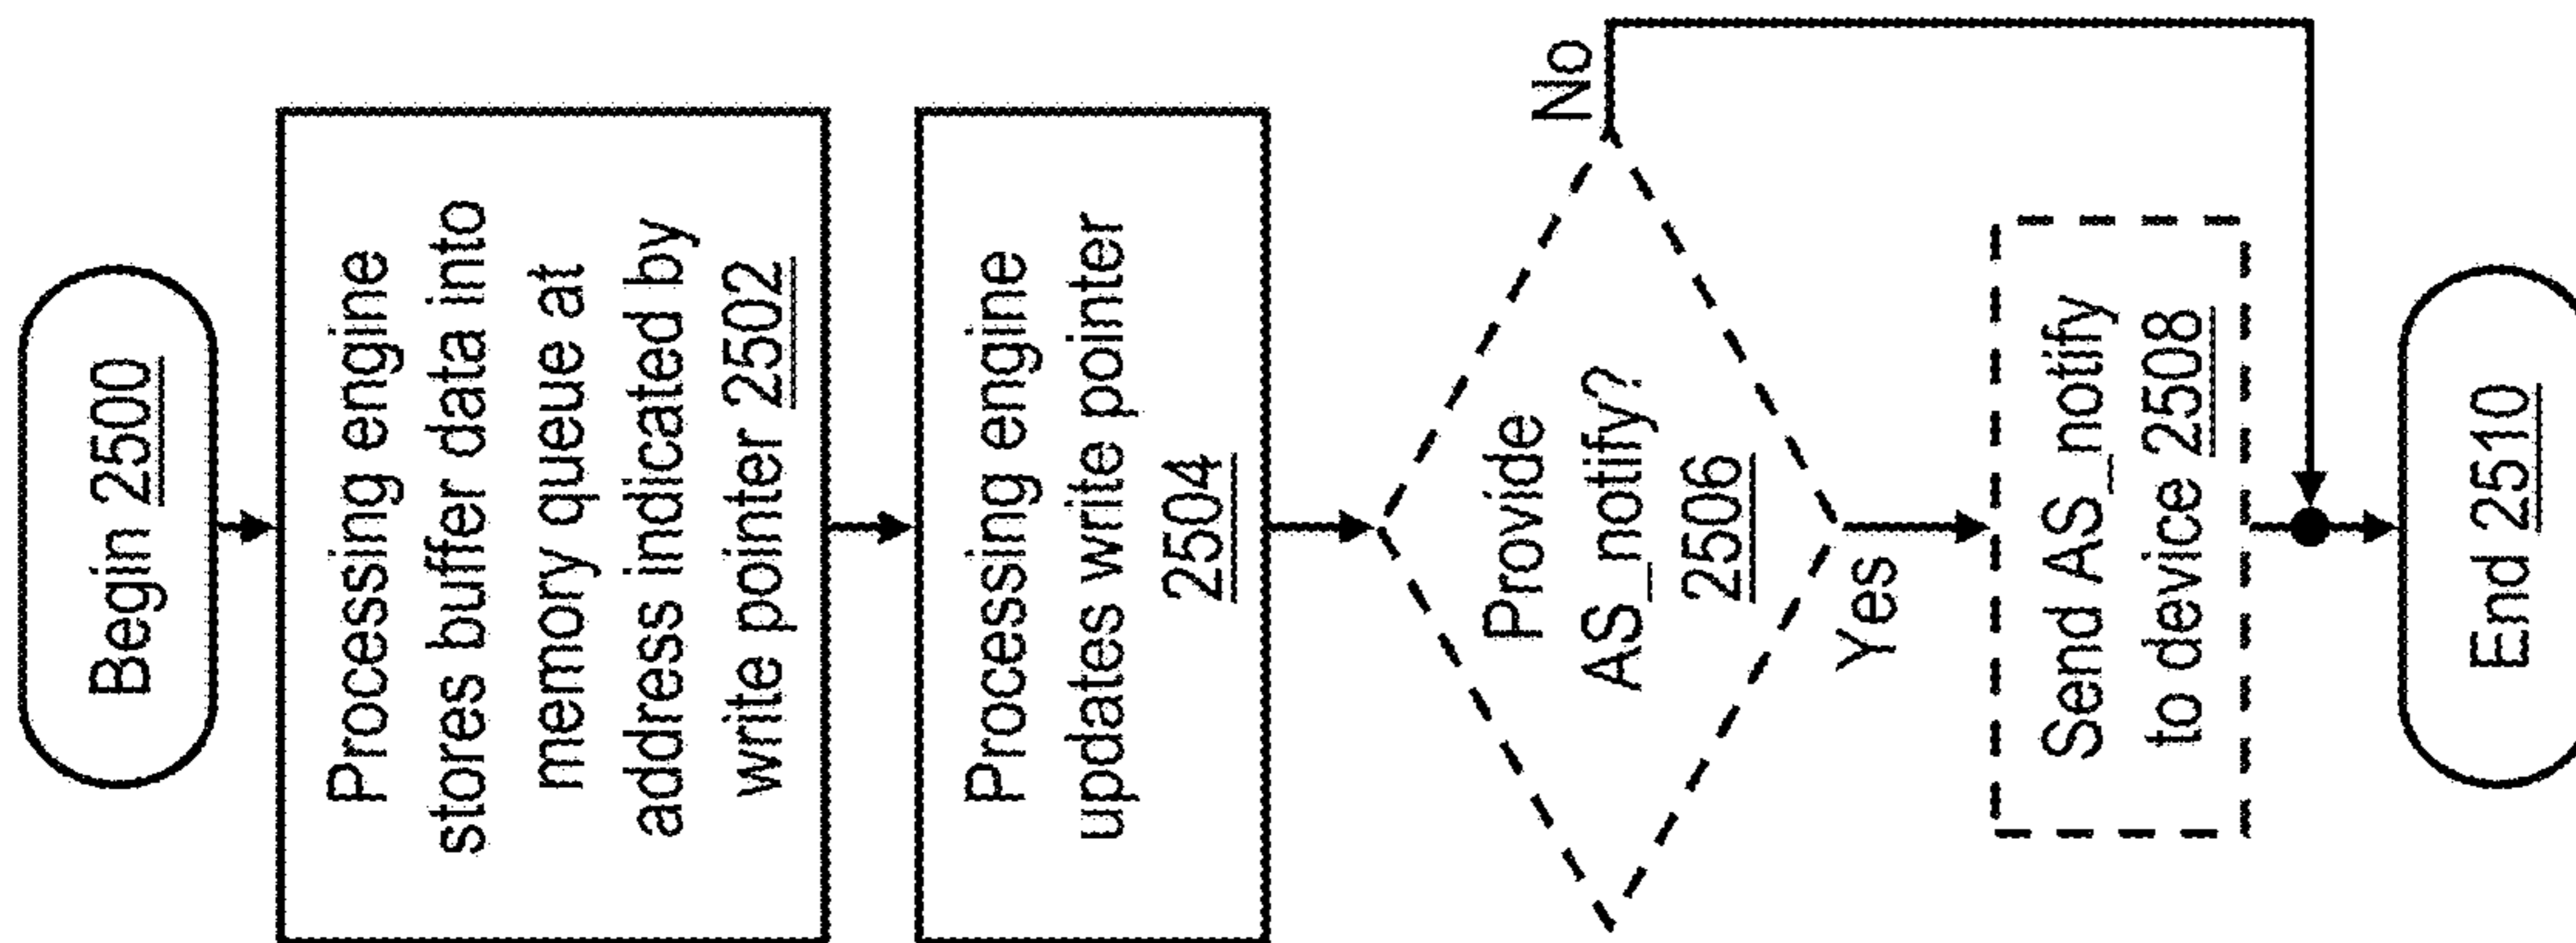 Begin 2500
Processing engine
stores buffer data into
memory queue at
address indicated by
write pointer 2502
Processing engine
updates write pointer
2504
Provide
AS_notify?
2506
No
Yes
Send AS_notify
to device 2508
End 2510